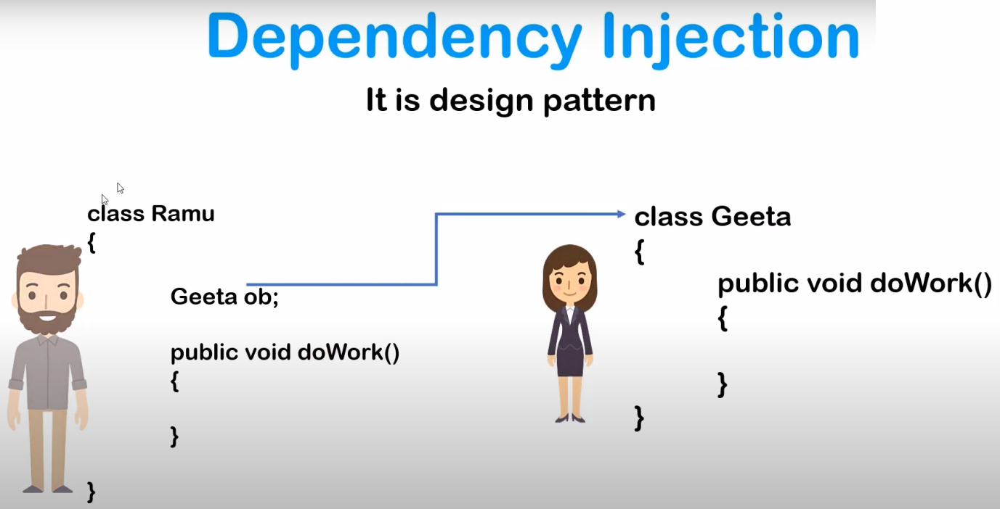 Dependency Injection
It is design pattern
class Ramu
{
Geeta ob;
public void doWork()
{
}
}
class Geeta
{
public void doWork()
{
}
}